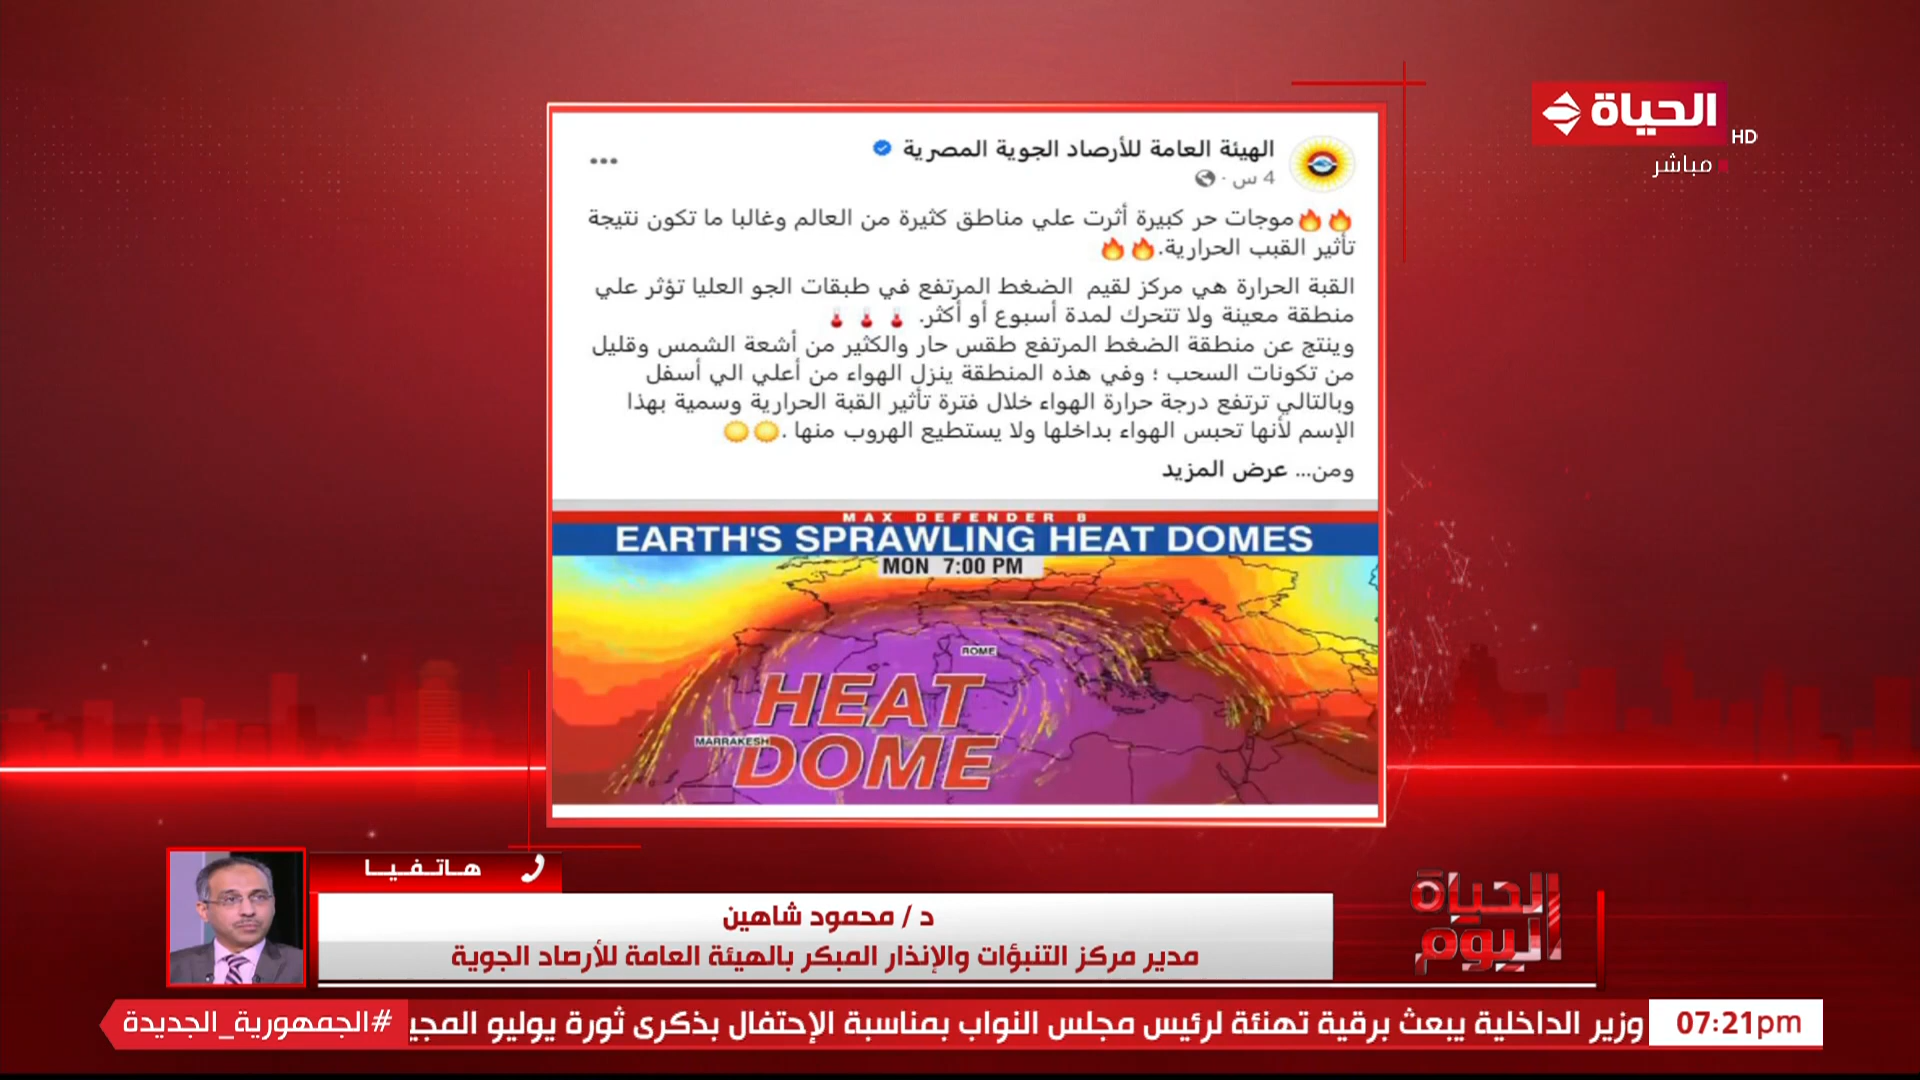 الحياة
HD
مباشر
الهيئة العامة للأرصاد الجوية المصرية
4 س ·
🔥🔥موجات حر كبيرة أثرت علي مناطق كثيرة من العالم وغالبا ما تكون نتيجة
تأثير القبب الحرارية.🔥🔥
القبة الحرارة هي مركز لقيم الضغط المرتفع في طبقات الجو العليا تؤثر علي
منطقة معينة ولا تتحرك لمدة أسبوع أو أكثر. 🌡️🌡️🌡️
وينتج عن منطقة الضغط المرتفع طقس حار والكثير من أشعة الشمس وقليل
من تكونات السحب ؛ وفي هذه المنطقة ينزل الهواء من أعلي الي أسفل
وبالتالي ترتفع درجة حرارة الهواء خلال فترة تأثير القبة الحرارية وسمية بهذا
الإسم لأنها تحبس الهواء بداخلها ولا يستطيع الهروب منها .🌞🌞
ومن... عرض المزيد
MAX DEFENDER 8
EARTH'S SPRAWLING HEAT DOMES
MON 7:00 PM
ROME
HEAT
MARRAKESH
DOME
هاتفيا
د / محمود شاهين
مدير مركز التنبؤات والإنذار المبكر بالهيئة العامة للأرصاد الجوية
الحياة
اليوم
07:21pm
وزير الداخلية يبعث برقية تهنئة لرئيس مجلس النواب بمناسبة الإحتفال بذكرى ثورة يوليو المجي
#الجمهورية_الجديدة